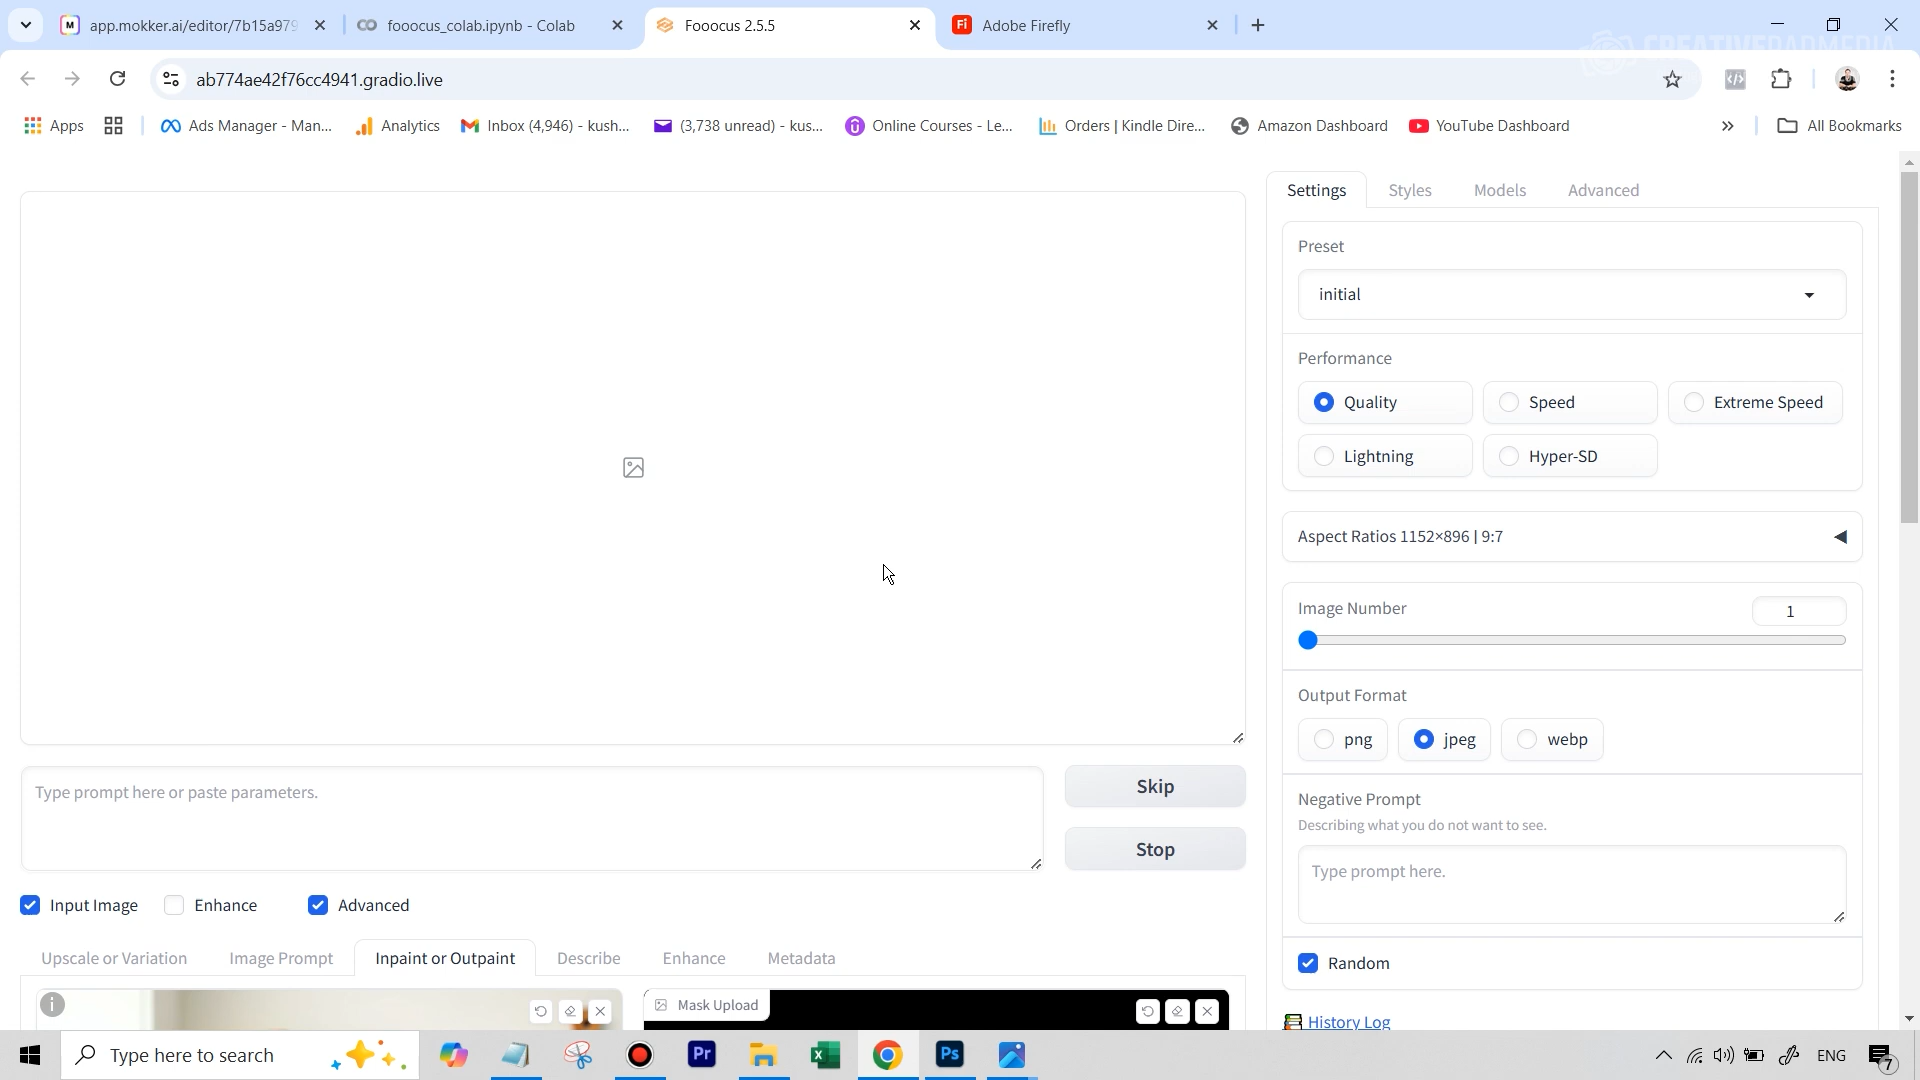 app.mokker.ai/editor/7b15a979
fooocus_colab.ipynb - Colab
Fooocus 2.5.5
Adobe Firefly
CREATIVEDADMEDIA
ab774ae42f76cc4941.gradio.live
Apps
Ads Manager - Man...
Analytics
Inbox (4,946) - kush...
(3,738 unread) - kus...
Online Courses - Le...
Orders | Kindle Dire...
Amazon Dashboard
YouTube Dashboard
All Bookmarks
Settings
Styles
Models
Advanced
Preset
initial
Performance
Quality
Speed
Extreme Speed
Lightning
Hyper-SD
Aspect Ratios 1152×896 | 9:7
Image Number
1
Output Format
png
jpeg
webp
Negative Prompt
Describing what you do not want to see.
Type prompt here.
Random
History Log
Type prompt here or paste parameters.
Skip
Stop
Input Image
Enhance
Advanced
Upscale or Variation
Image Prompt
Inpaint or Outpaint
Describe
Enhance
Metadata
Mask Upload
Type here to search
Pr
Ps
ENG
7